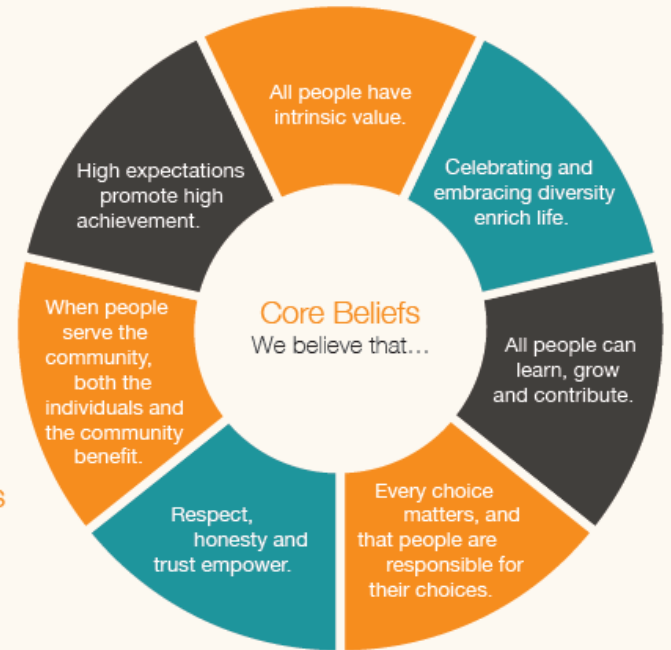 Core Beliefs
We believe that...
All people have
intrinsic value.
Celebrating and
embracing diversity
enrich life.
All people can
learn, grow
and contribute.
Every choice
matters, and
that people are
responsible for
their choices.
Respect,
honesty and
trust empower.
When people
serve the
community,
both the
individuals and
the community
benefit.
High expectations
promote high
achievement.
s